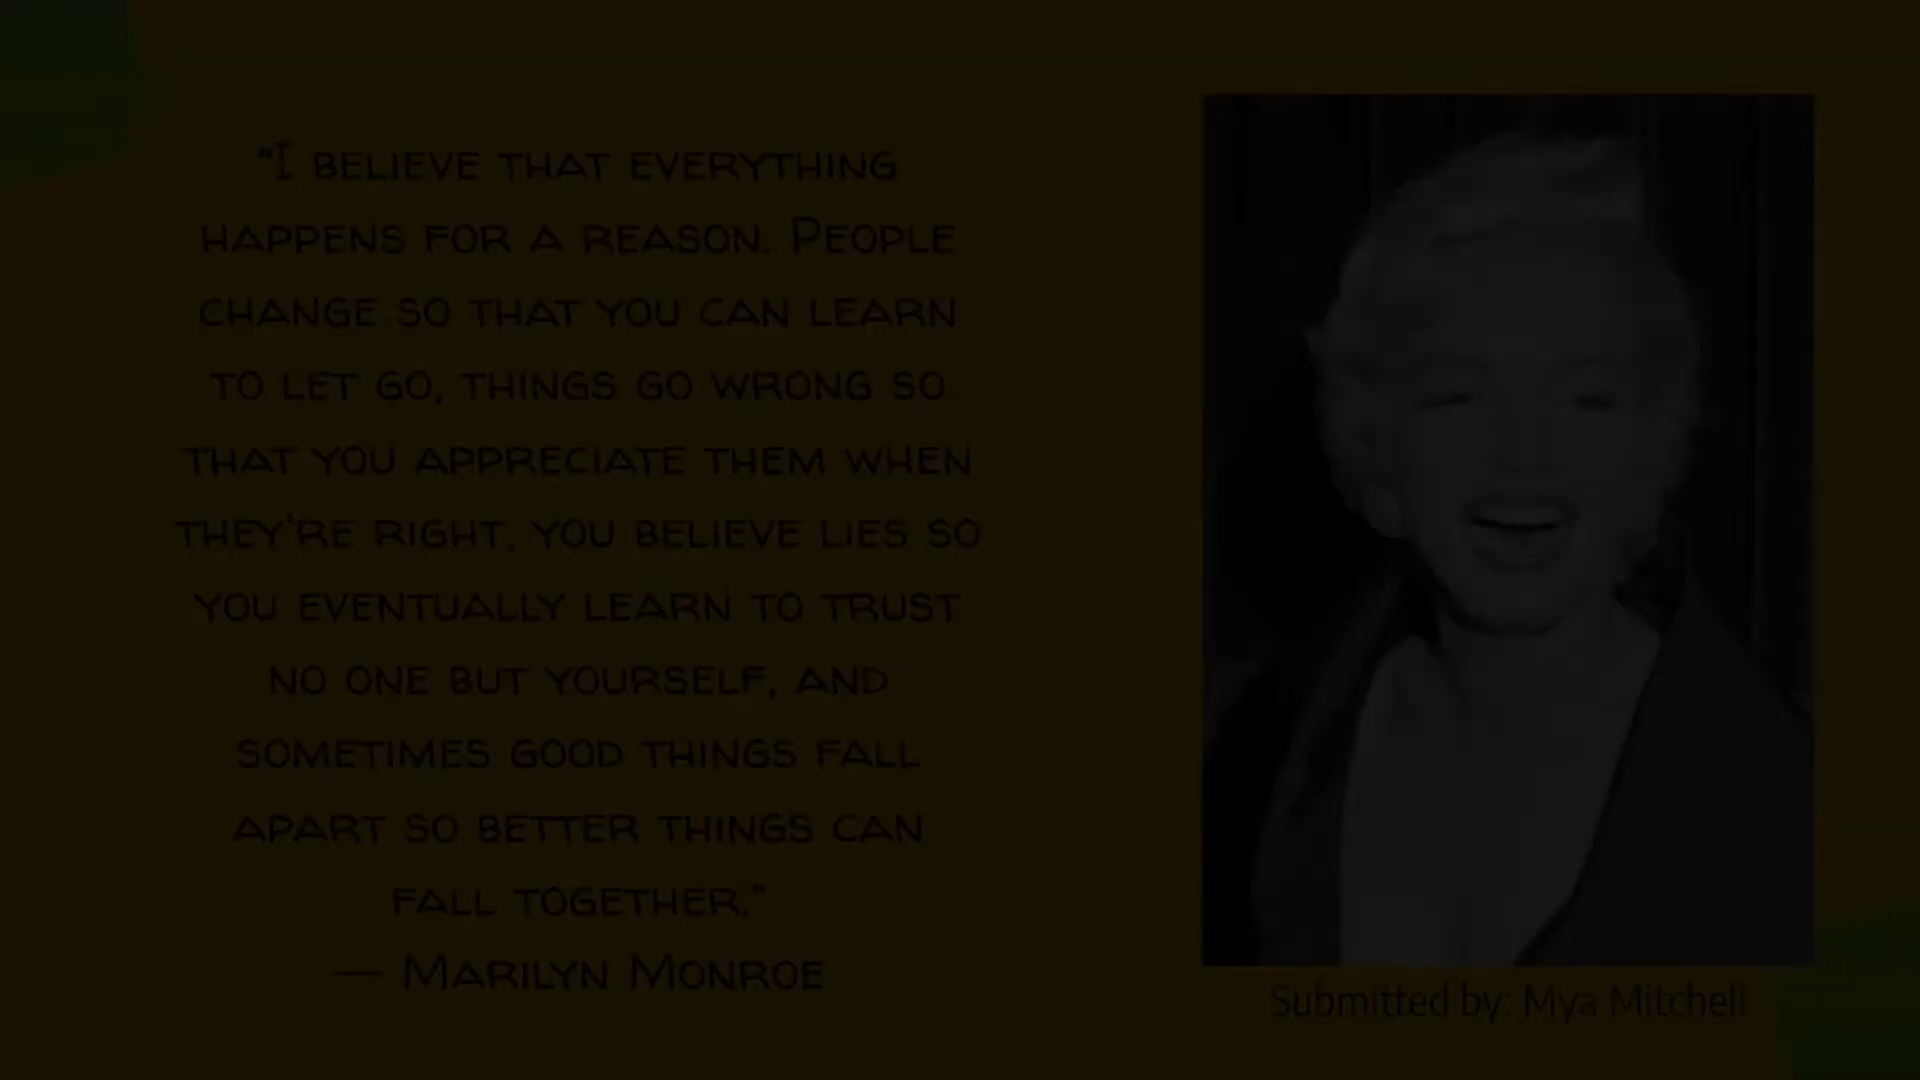 "I believe that everything
happens for a reason. People
change so that you can learn
to let go, things go wrong so
that you appreciate them when
they're right, you believe lies so
you eventually learn to trust
no one but yourself, and
sometimes good things fall
apart so better things can
fall together."
― Marilyn Monroe
Submitted by: Mya Mitchell